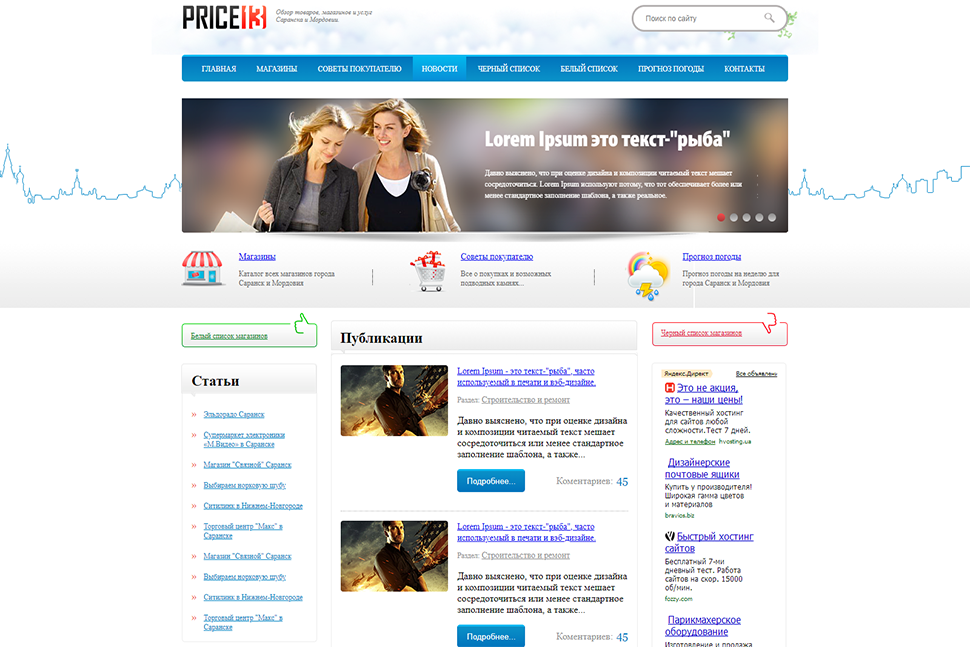 PRICE13
Обзор товаров, магазинов и услуг
Саранска и Мордовии.
Поиск по сайту
ГЛАВНАЯ МАГАЗИНЫ СОВЕТЫ ПОКУПАТЕЛЮ НОВОСТИ ЧЕРНЫЙ СПИСОК БЕЛЫЙ СПИСОК ПРОГНОЗ ПОГОДЫ КОНТАКТЫ
Lorem Ipsum это текст-"рыба"
Давно выяснено, что при оценке дизайна и композиции читаемый текст мешает
сосредоточиться. Lorem Ipsum используют потому, что тот обеспечивает более или
менее стандартное заполнение шаблона, а также реальное.
Магазины
Каталог всех магазинов города
Саранск и Мордовия
Советы покупателю
Все о покупках и возможных
подводных камнях...
Прогноз погоды
Прогноз погоды на неделю для
города Саранск и Мордовия
Белый список магазинов
Статьи
» Эльдорадо Саранск
» Супермаркет электроники
«М.Видео» в Саранске
» Магазин "Связной" Саранск
» Выбираем норковую шубу
» Ситилинк в Нижнем-Новгороде
» Торговый центр "Макс" в
Саранске
» Магазин "Связной" Саранск
» Выбираем норковую шубу
» Ситилинк в Нижнем-Новгороде
» Торговый центр "Макс" в
Саранске
Публикации
Lorem Ipsum - это текст-"рыба", часто
используемый в печати и вэб-дизайне.
Раздел: Строительство и ремонт
Давно выяснено, что при оценке дизайна
и композиции читаемый текст мешает
сосредоточиться или менее стандартное
заполнение шаблона, а также...
Подробнее... Коментариев: 45
Lorem Ipsum - это текст-"рыба", часто
используемый в печати и вэб-дизайне.
Раздел: Строительство и ремонт
Давно выяснено, что при оценке дизайна
и композиции читаемый текст мешает
сосредоточиться или менее стандартное
заполнение шаблона, а также...
Подробнее... Коментариев: 45
Черный список магазинов
Яндекс.Директ Все объявления
Это не акция,
это – наши цены!
Качественный хостинг
для сайтов любой
сложности.Тест 7 дней.
Адрес и телефон hvosting.ua
Дизайнерские
почтовые ящики
Купить у производителя!
Широкая гамма цветов
и материалов
brevios.biz
Быстрый хостинг
сайтов
Бесплатный 7-ми
дневный тест. Работа
сайтов на скор. 15000
об/мин.
fozzy.com
Парикмахерское
оборудование
Изготовление и продажа